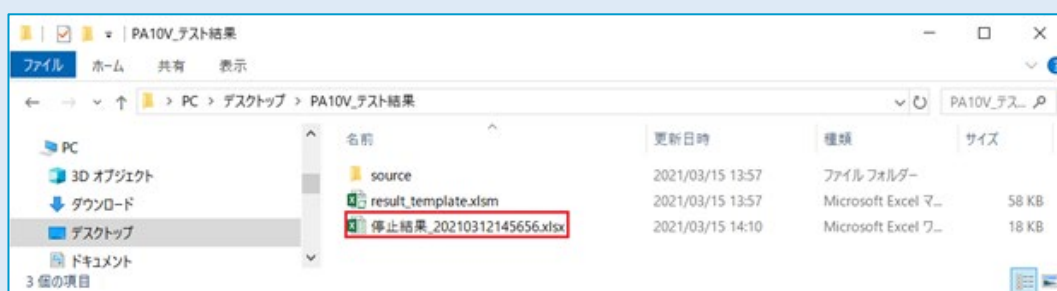 PA10V_テスト結果
ファイル ホーム 共有 表示
PC > デスクトップ > PA10V_テスト結果 PA10V_テス...
名前 更新日時 種類 サイズ
PC
3D オブジェクト
ダウンロード
デスクトップ
ドキュメント
source 2021/03/15 13:57 ファイル フォルダー
result_template.xlsm 2021/03/15 13:57 Microsoft Excel マ... 58 KB
停止結果_20210312145656.xlsx 2021/03/15 14:10 Microsoft Excel ワ... 18 KB
3 個の項目